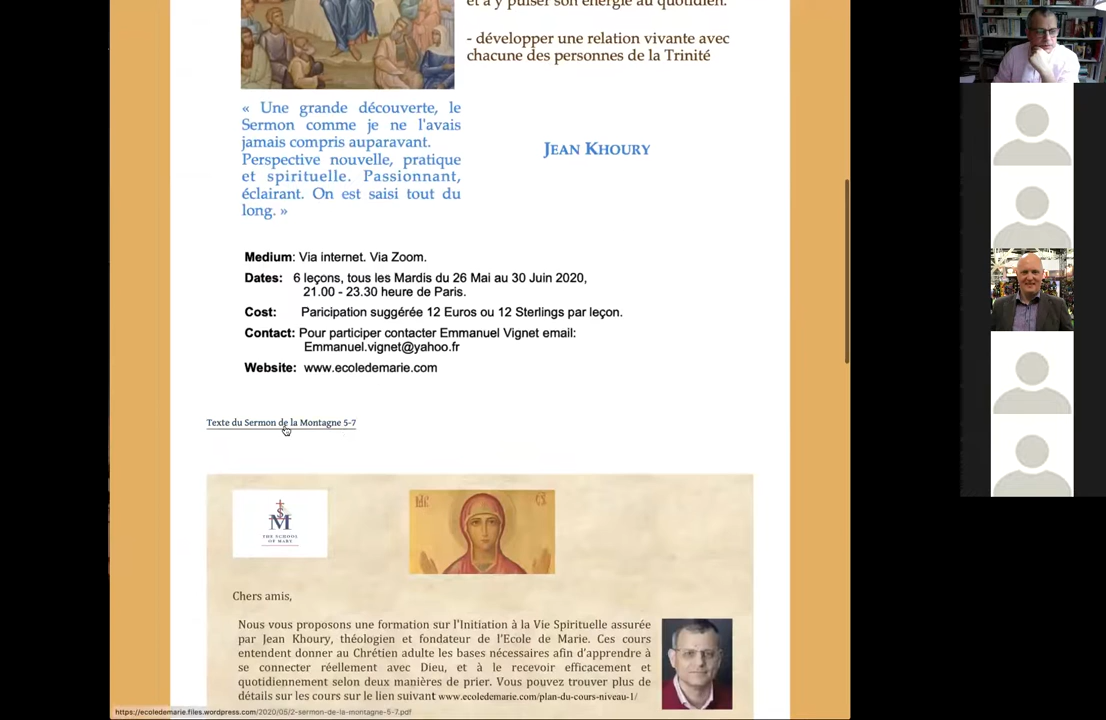 et à y puiser son énergie au quotidien.
- développer une relation vivante avec
chacune des personnes de la Trinité
« Une grande découverte, le
Sermon comme je ne l'avais
jamais compris auparavant.
Perspective nouvelle, pratique
et spirituelle. Passionnant,
éclairant. On est saisi tout du
long. »
JEAN KHOURY
Medium: Via internet. Via Zoom.
Dates: 6 leçons, tous les Mardis du 26 Mai au 30 Juin 2020,
21.00 - 23.30 heure de Paris.
Cost: Paricipation suggérée 12 Euros ou 12 Sterlings par leçon.
Contact: Pour participer contacter Emmanuel Vignet email:
Emmanuel.vignet@yahoo.fr
Website: www.ecoledemarie.com
Texte du Sermon de la Montagne 5-7
M
THE SCHOOL
OF MARY
Chers amis,
Nous vous proposons une formation sur l'Initiation à la Vie Spirituelle assurée
par Jean Khoury, théologien et fondateur de l'Ecole de Marie. Ces cours
entendent donner au Chrétien adulte les bases nécessaires afin d'apprendre à
se connecter réellement avec Dieu, et à le recevoir efficacement et
quotidiennement selon deux manières de prier. Vous pouvez trouver plus de
détails sur les cours sur le lien suivant www.ecoledemarie.com/plan-du-cours-niveau-1/
https://ecoledemarie.files.wordpress.com/2020/05/2-sermon-de-la-montagne-5-7.pdf